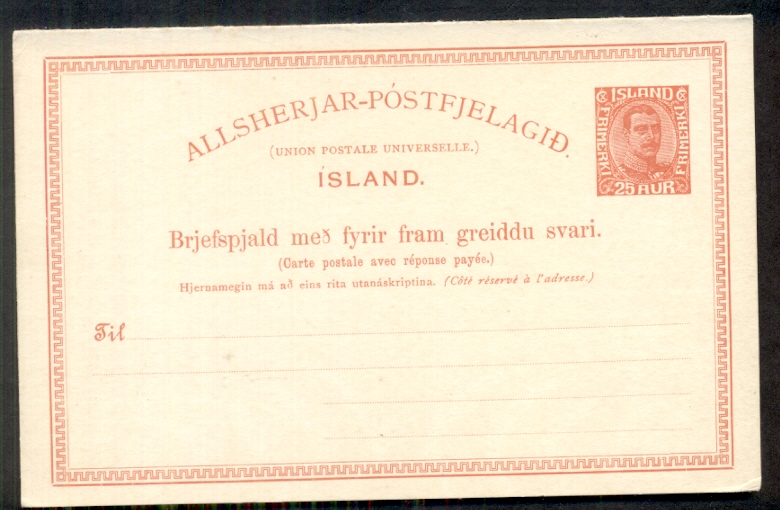 ALLSHERJAR-PÓSTFJELAGIÐ.
(UNION POSTALE UNIVERSELLE.)
ÍSLAND.
ISLAND
FRIMERKI
FRIMERKI
25 AUR
Brjefspjald með fyrir fram greiddu svari.
(Carte postale avec réponse payée.)
Hjernamegin má að eins rita utanáskriptina. (Côté réservé à l'adresse.)
Til